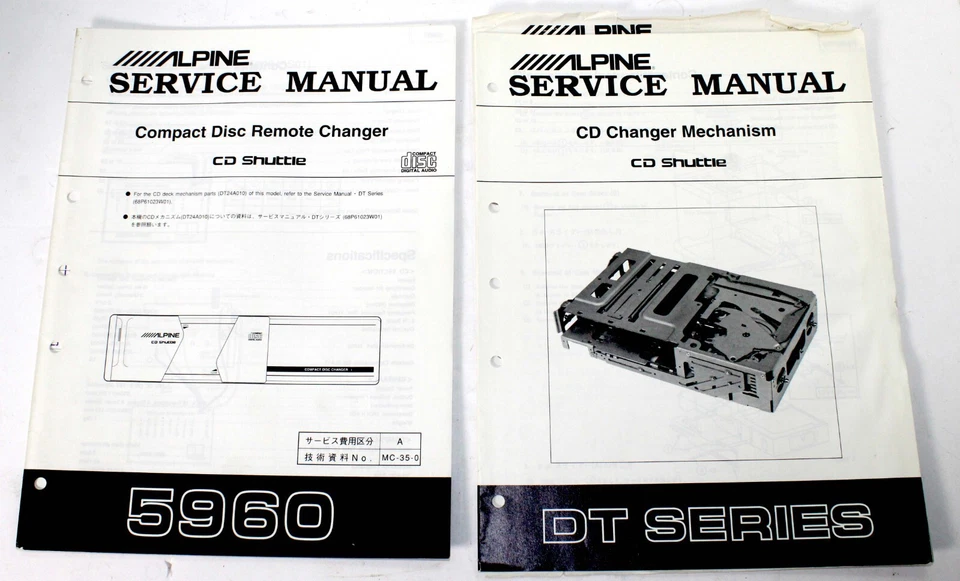 ALPINE
SERVICE MANUAL
Compact Disc Remote Changer
CD Shuttle
COMPACT
disc
DIGITAL AUDIO
● For the CD deck mechanism parts (DT24A010) of this model, refer to the Service Manual - DT Series
(68P61023W01).
● 本機のCDメカニズム(DT24A010)についての資料は、サービスマニュアル・DTシリーズ (68P61023W01)
を参照願います。
Specifications
ALPINE
CD Shuttle
COMPACT DISC CHANGER
サービス費用区分 A
技術資料No. MC-35-0
5960
ALPINE
ALPINE
SERVICE MANUAL
CD Changer Mechanism
CD Shuttle
DT SERIES